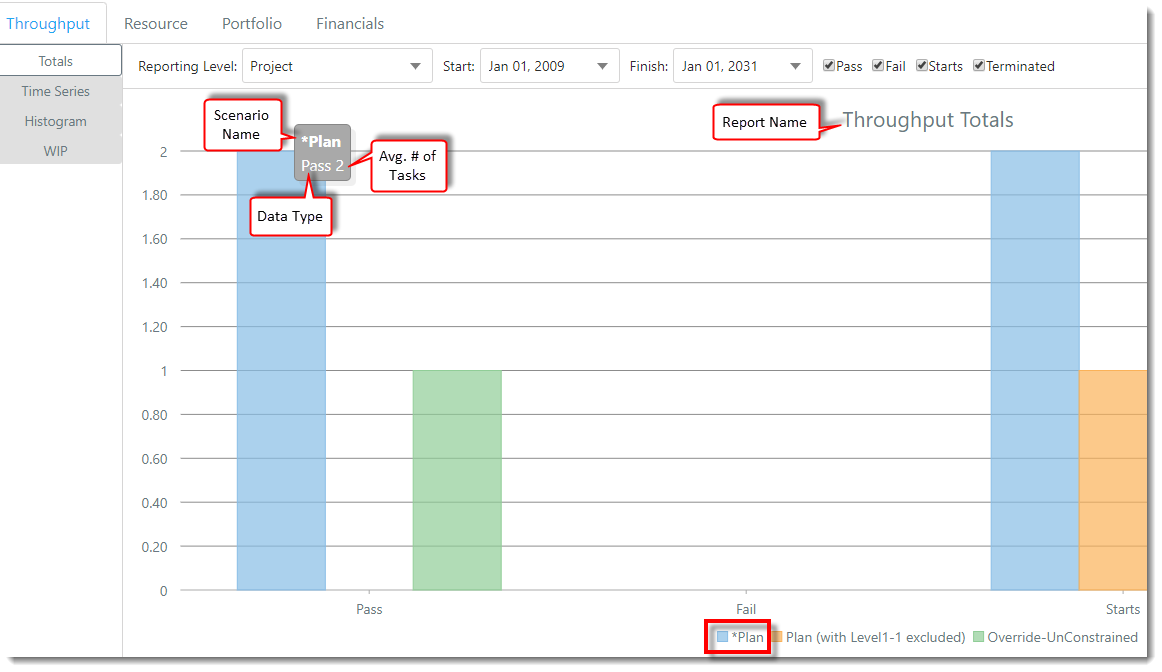 Throughput Resource Portfolio Financials
Totals
Time Series
Histogram
WIP
Reporting Level: Project Start: Jan 01, 2009 Finish: Jan 01, 2031 Pass Fail Starts Terminated
Throughput Totals
Report Name
Scenario
Name
*Plan
Pass 2
Avg. # of
Tasks
Data Type
2
1.80
1.60
1.40
1.20
1
0.80
0.60
0.40
0.20
0
Pass Fail Starts
*Plan Plan (with Level1-1 excluded) Override-UnConstrained